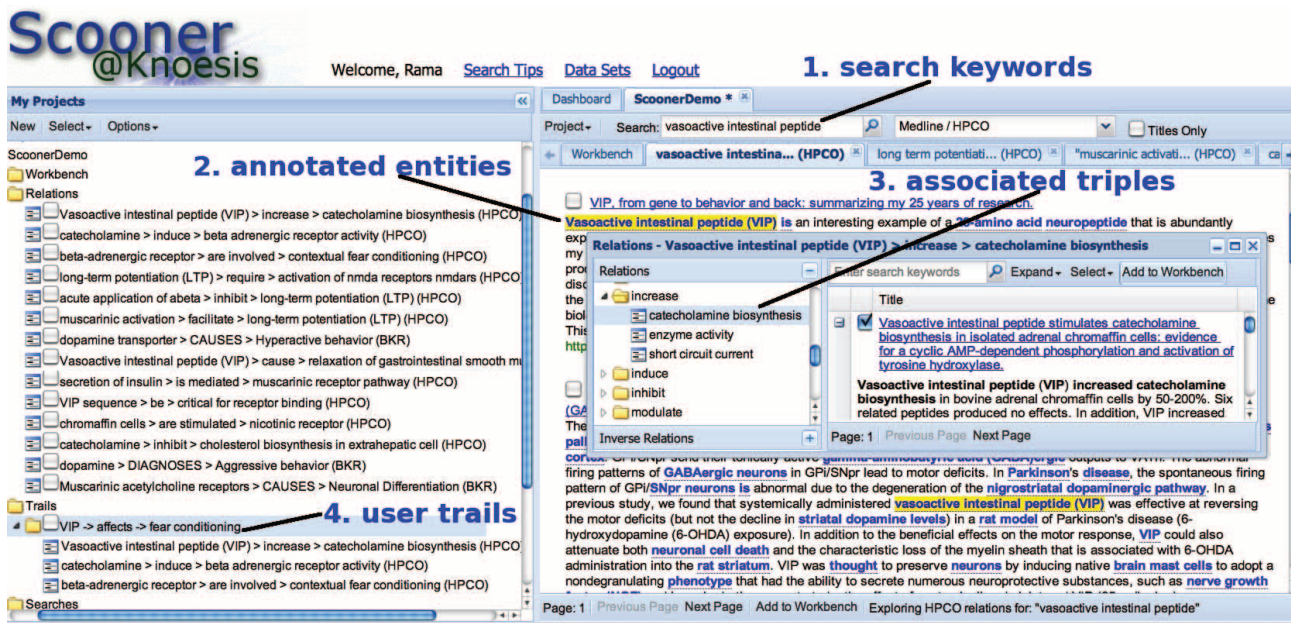 Scooner
@Knoesis
Welcome, Rama Search Tips Data Sets Logout
1. search keywords
My Projects
New Select Options
ScoonerDemo
Workbench
Relations
Vasoactive intestinal peptide (VIP) > increase > catecholamine biosynthesis (HPCO)
catecholamine > induce > beta adrenergic receptor activity (HPCO)
beta-adrenergic receptor > are involved > contextual fear conditioning (HPCO)
long-term potentiation (LTP) > require > activation of nmda receptors nmdars (HPCO
acute application of abeta > inhibit > long-term potentiation (LTP) (HPCO)
muscarinic activation > facilitate > long-term potentiation (LTP) (HPCO)
dopamine transporter > CAUSES > Hyperactive behavior (BKR)
Vasoactive intestinal peptide (VIP) > cause > relaxation of gastrointestinal smooth mu
secretion of insulin > is mediated > muscarinic receptor pathway (HPCO)
VIP sequence > be > critical for receptor binding (HPCO)
chromaffin cells > are stimulated > nicotinic receptor (HPCO)
catecholamine > inhibit > cholesterol biosynthesis in extrahepatic cell (HPCO)
dopamine > DIAGNOSES > Aggressive behavior (BKR)
Muscarinic acetylcholine receptors > CAUSES > Neuronal Differentiation (BKR)
Trails
VIP -> affects -> fear conditioning
Vasoactive intestinal peptide (VIP) > increase > catecholamine biosynthesis (HPCO
catecholamine > induce > beta adrenergic receptor activity (HPCO)
beta-adrenergic receptor > are involved > contextual fear conditioning (HPCO)
Searches
2. annotated entities
4. user trails
Dashboard ScoonerDemo *
Project Search: vasoactive intestinal peptide Medline / HPCO Titles Only
Workbench vasoactive intestina... (HPCO) long term potentiati... (HPCO) "muscarinic activati... (HPCO) ca
3. associated triples
VIP, from gene to behavior and back: summarizing my 25 years of research.
Vasoactive intestinal peptide (VIP) is an interesting example of a 28-amino acid neuropeptide that is abundantly
exp
my
proc
disc
the
biol
This
http
Relations - Vasoactive intestinal peptide (VIP) > increase > catecholamine biosynthesis
Relations
increase
catecholamine biosynthesis
enzyme activity
short circuit current
induce
inhibit
modulate
Inverse Relations
Enter search keywords Expand Select Add to Workbench
Title
Vasoactive intestinal peptide stimulates catecholamine
biosynthesis in isolated adrenal chromaffin cells: evidence
for a cyclic AMP-dependent phosphorylation and activation of
tyrosine hydroxylase.
Vasoactive intestinal peptide (VIP) increased catecholamine
biosynthesis in bovine adrenal chromaffin cells by 50-200%. Six
related peptides produced no effects. In addition, VIP increased
Page: 1 Previous Page Next Page
(GA
The
pall
firing patterns of GABAergic neurons in GPi/SNpr lead to motor deficits. In Parkinson's disease, the spontaneous firing
pattern of GPi/SNpr neurons is abnormal due to the degeneration of the nigrostriatal dopaminergic pathway. In a
previous study, we found that systemically administered vasoactive intestinal peptide (VIP) was effective at reversing
the motor deficits (but not the decline in striatal dopamine levels) in a rat model of Parkinson's disease (6-
hydroxydopamine (6-OHDA) exposure). In addition to the beneficial effects on the motor response, VIP could also
attenuate both neuronal cell death and the characteristic loss of the myelin sheath that is associated with 6-OHDA
administration into the rat striatum. VIP was thought to preserve neurons by inducing native brain mast cells to adopt a
nondegranulating phenotype that had the ability to secrete numerous neuroprotective substances, such as nerve growth
Page: 1 Previous Page Next Page Add to Workbench Exploring HPCO relations for: "vasoactive intestinal peptide"